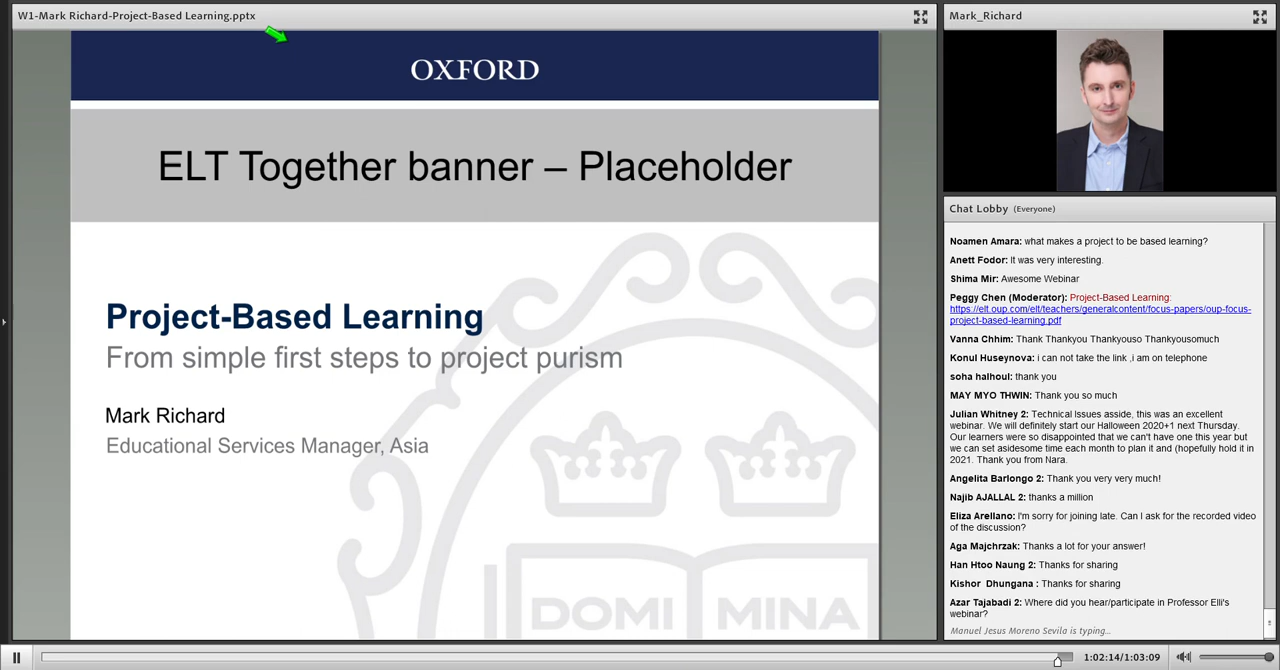 W1-Mark Richard-Project-Based Learning.pptx
OXFORD
ELT Together banner – Placeholder
Project-Based Learning
From simple first steps to project purism
Mark Richard
Educational Services Manager, Asia
DOMI MINA
Mark_Richard
Chat Lobby (Everyone)
Noamen Amara: what makes a project to be based learning?
Anett Fodor: It was very interesting.
Shima Mir: Awesome Webinar
Peggy Chen (Moderator): Project-Based Learning:
https://elt.oup.com/elt/teachers/generalcontent/focus-papers/oup-focus-
project-based-learning.pdf
Vanna Chhim: Thank Thankyou Thankyouso Thankyousomuch
Konul Huseynova: i can not take the link ,i am on telephone
soha halhoul: thank you
MAY MYO THWIN: Thank you so much
Julian Whitney 2: Technical Issues asside, this was an excellent
webinar. We will definitely start our Halloween 2020+1 next Thursday.
Our learners were so disappointed that we can't have one this year but
we can set asidesome time each month to plan it and (hopefully hold it in
2021. Thank you from Nara.
Angelita Barlongo 2: Thank you very very much!
Najib AJALLAL 2: thanks a million
Eliza Arellano: I'm sorry for joining late. Can I ask for the recorded video
of the discussion?
Aga Majchrzak: Thanks a lot for your answer!
Han Htoo Naung 2: Thanks for sharing
Kishor Dhungana : Thanks for sharing
Azar Tajabadi 2: Where did you hear/participate in Professor Elli's
webinar?
Manuel Jesus Moreno Sevila is typing...
1:02:14/1:03:09